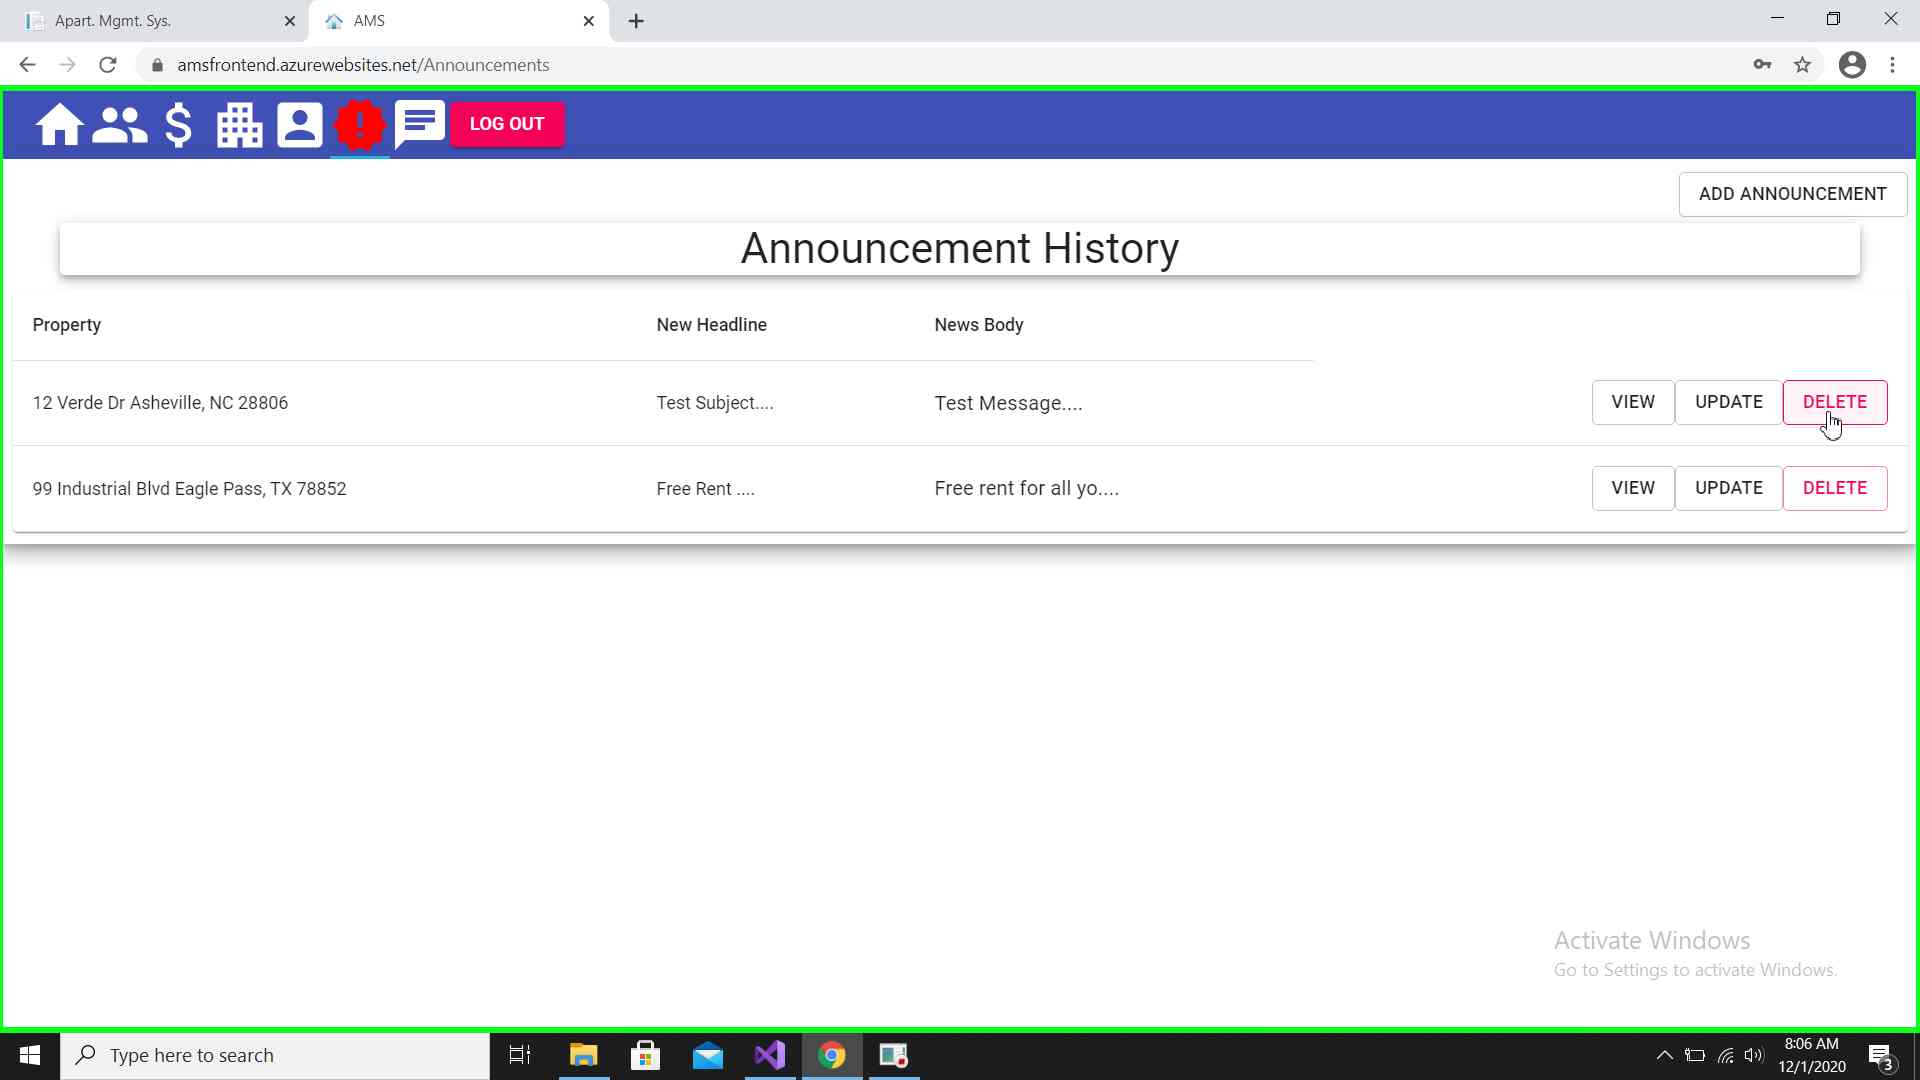 Apart. Mgmt. Sys.
AMS
amsfrontend.azurewebsites.net/Announcements
LOG OUT
ADD ANNOUNCEMENT
Announcement History
Property New Headline News Body
12 Verde Dr Asheville, NC 28806 Test Subject.... Test Message.... VIEW UPDATE DELETE
99 Industrial Blvd Eagle Pass, TX 78852 Free Rent .... Free rent for all yo.... VIEW UPDATE DELETE
Activate Windows
Go to Settings to activate Windows.
Type here to search
8:06 AM
12/1/2020
3